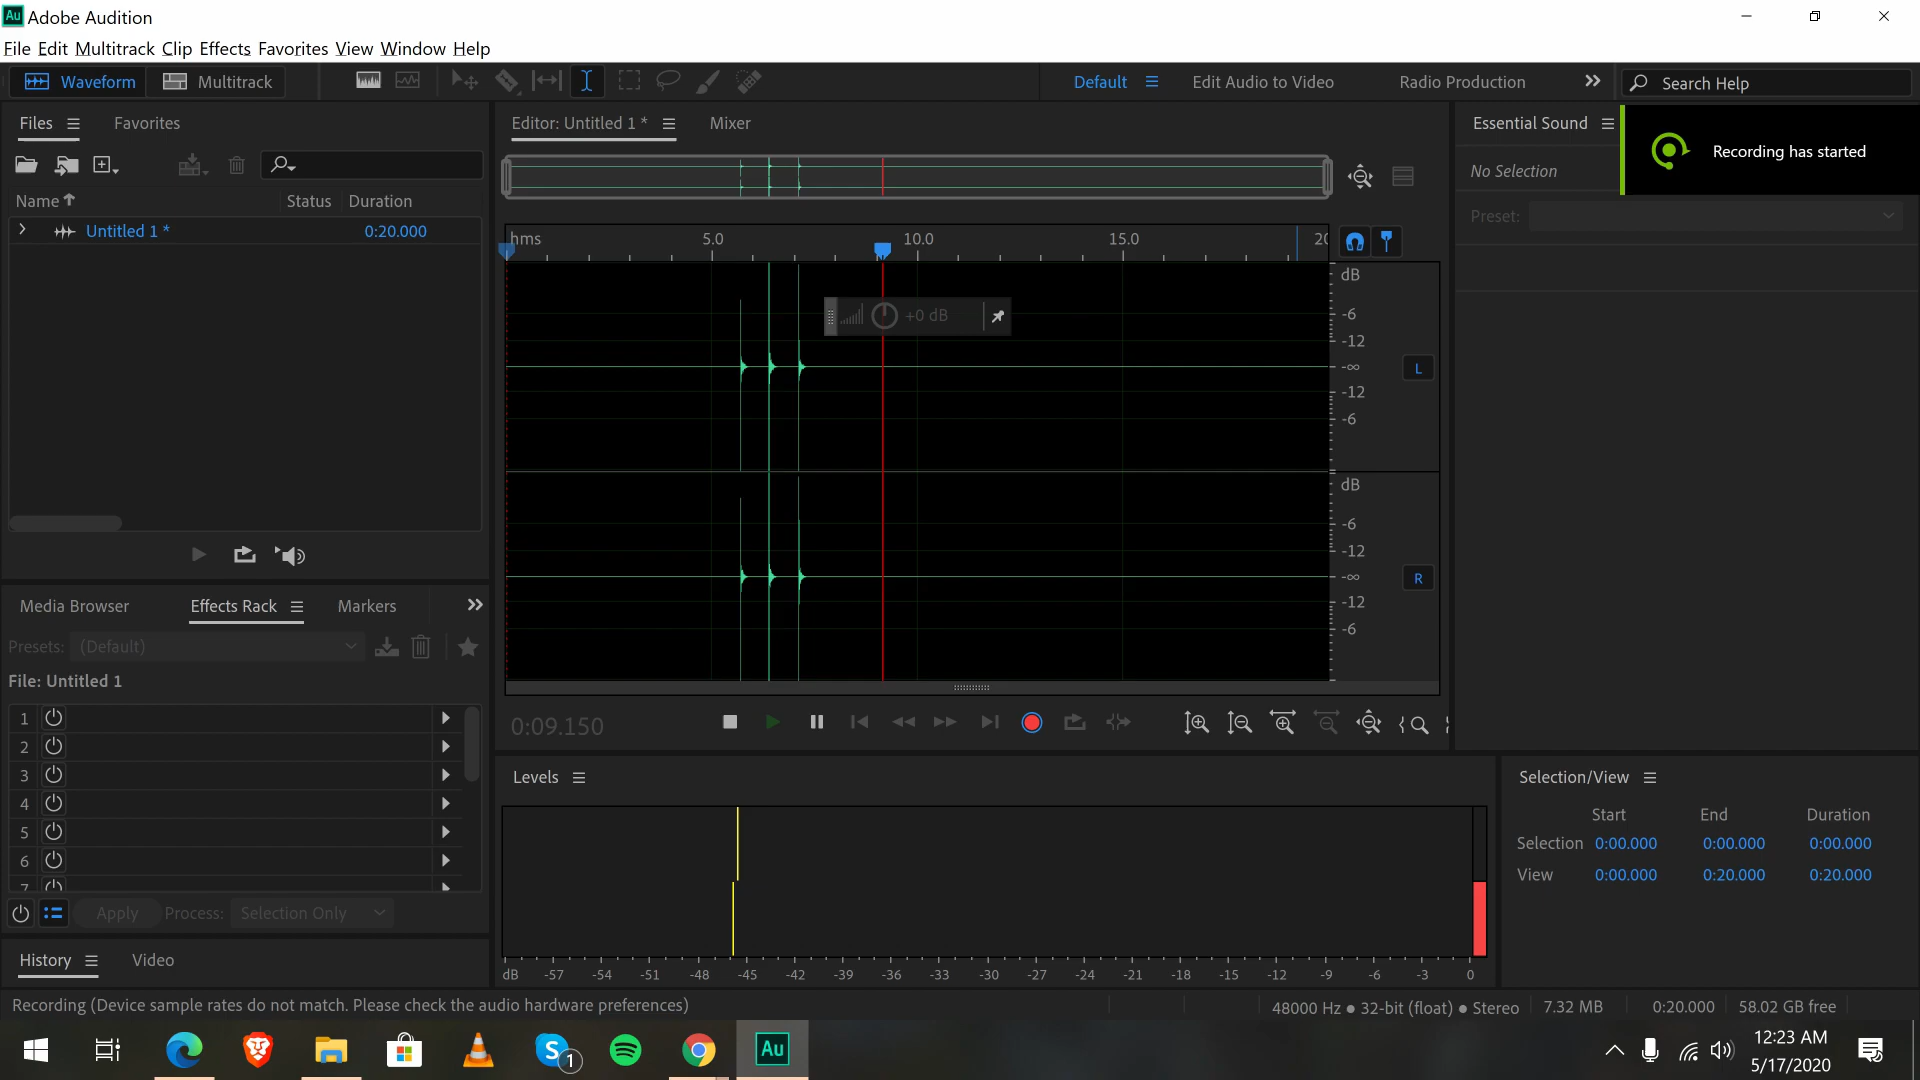 Au Adobe Audition
File Edit Multitrack Clip Effects Favorites View Window Help
Waveform Multitrack Default Edit Audio to Video Radio Production Search Help
Files Favorites
Editor: Untitled 1 * Mixer
Essential Sound
Recording has started
No Selection
Name Status Duration
Untitled 1 * 0:20.000
Preset:
hms 5.0 10.0 15.0 20
dB
-6
-12
-∞
-12
-6
+0 dB
L
dB
-6
-12
-∞
-12
-6
R
Media Browser Effects Rack Markers
Presets: (Default)
File: Untitled 1
1
2
3
4
5
6
7
Apply Process: Selection Only
History Video
0:09.150
Levels
dB -57 -54 -51 -48 -45 -42 -39 -36 -33 -30 -27 -24 -21 -18 -15 -12 -9 -6 -3 0
Selection/View
Start End Duration
Selection 0:00.000 0:00.000 0:00.000
View 0:00.000 0:20.000 0:20.000
Recording (Device sample rates do not match. Please check the audio hardware preferences)
48000 Hz ● 32-bit (float) ● Stereo 7.32 MB 0:20.000 58.02 GB free
S 1
Au
12:23 AM
5/17/2020